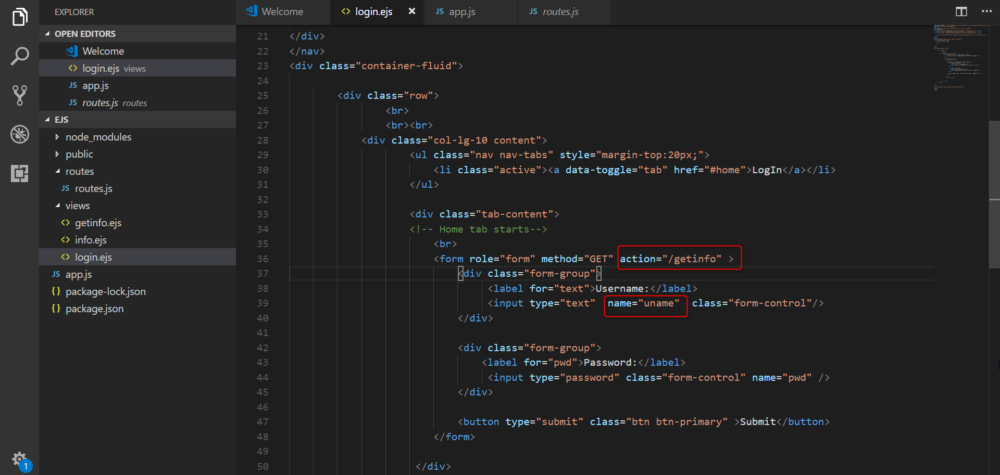 EXPLORER
OPEN EDITORS
Welcome
login.ejs views
app.js
routes.js routes
EJS
node_modules
public
routes
routes.js
views
getinfo.ejs
info.ejs
login.ejs
app.js
package-lock.json
package.json
1
Welcome
login.ejs
app.js
routes.js
21 </div>
22 </nav>
23 <div class="container-fluid">
24
25 <div class="row">
26 <br>
27 <br><br>
28 <div class="col-lg-10 content">
29 <ul class="nav nav-tabs" style="margin-top:20px;">
30 <li class="active"><a data-toggle="tab" href="#home">LogIn</a></li>
31 </ul>
32
33 <div class="tab-content">
34 <!-- Home tab starts-->
35 <br>
36 <form role="form" method="GET" action="/getinfo" >
37 <div class="form-group">
38 <label for="text">Username:</label>
39 <input type="text" name="uname" class="form-control"/>
40 </div>
41
42 <div class="form-group">
43 <label for="pwd">Password:</label>
44 <input type="password" class="form-control" name="pwd" />
45 </div>
46
47 <button type="submit" class="btn btn-primary" >Submit</button>
48 </form>
49
50 </div>